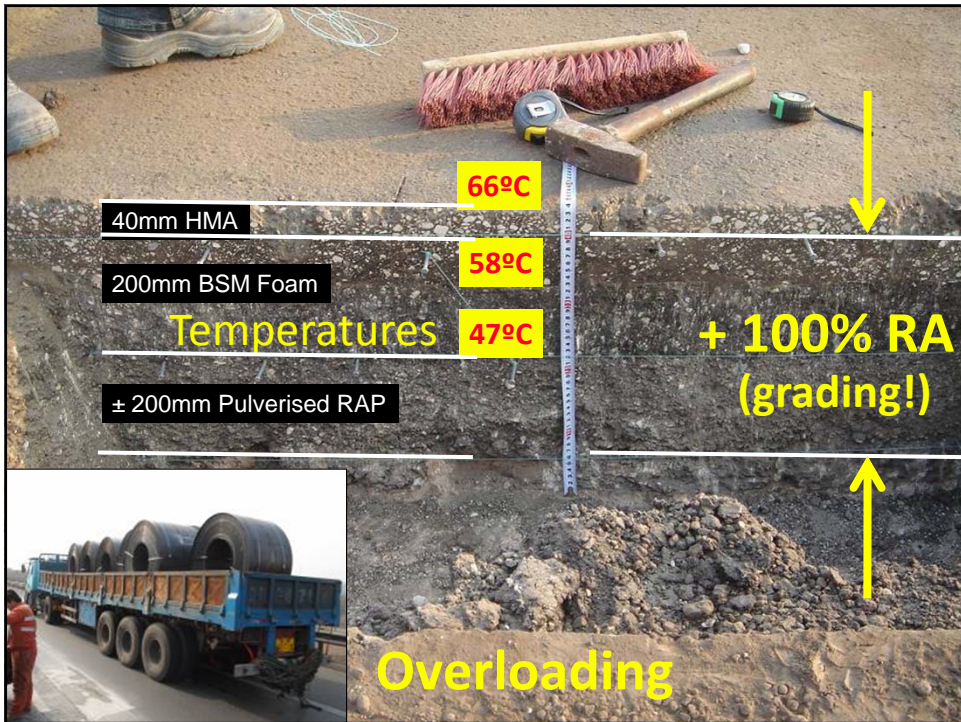 66ºC
40mm HMA
58ºC
200mm BSM Foam
Temperatures
47ºC
+ 100% RA
(grading!)
± 200mm Pulverised RAP
Overloading